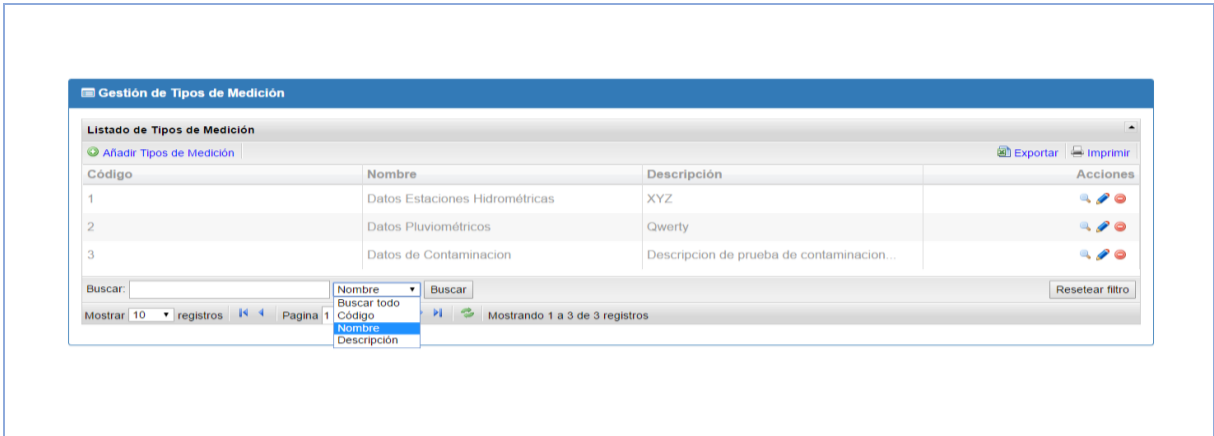 Gestión de Tipos de Medición
Listado de Tipos de Medición
Añadir Tipos de Medición Exportar Imprimir
Código Nombre Descripción Acciones
1 Datos Estaciones Hidrométricas XYZ
2 Datos Pluviométricos Qwerty
3 Datos de Contaminacion Descripcion de prueba de contaminacion...
Buscar: Nombre Buscar Resetear filtro
Buscar todo
Mostrar 10 registros Pagina 1 Código Mostrando 1 a 3 de 3 registros
Nombre
Descripción